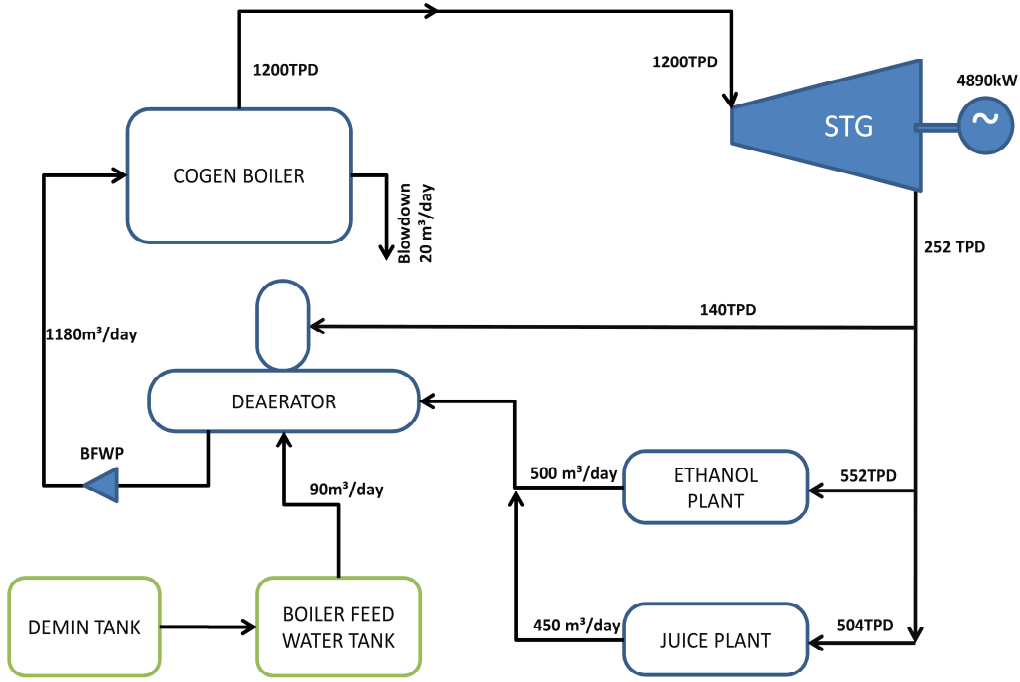 1200TPD
1200TPD
4890kW
STG
~
COGEN BOILER
Blowdown
20 m³/day
252 TPD
140TPD
1180m³/day
DEAERATOR
BFWP
90m³/day
500 m³/day
ETHANOL
PLANT
552TPD
DEMIN TANK
BOILER FEED
WATER TANK
450 m³/day
JUICE PLANT
504TPD